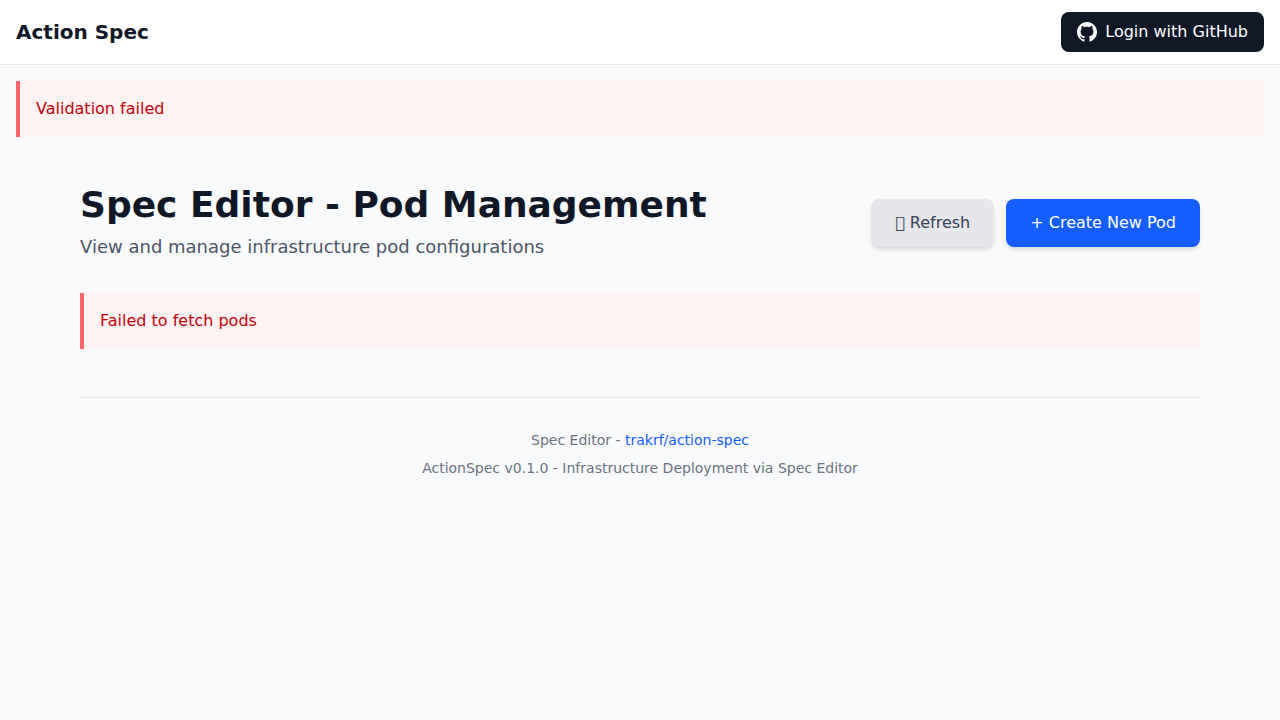 Action Spec
Login with GitHub
Validation failed
Spec Editor - Pod Management
View and manage infrastructure pod configurations
Refresh
+ Create New Pod
Failed to fetch pods
Spec Editor - trakrf/action-spec
ActionSpec v0.1.0 - Infrastructure Deployment via Spec Editor